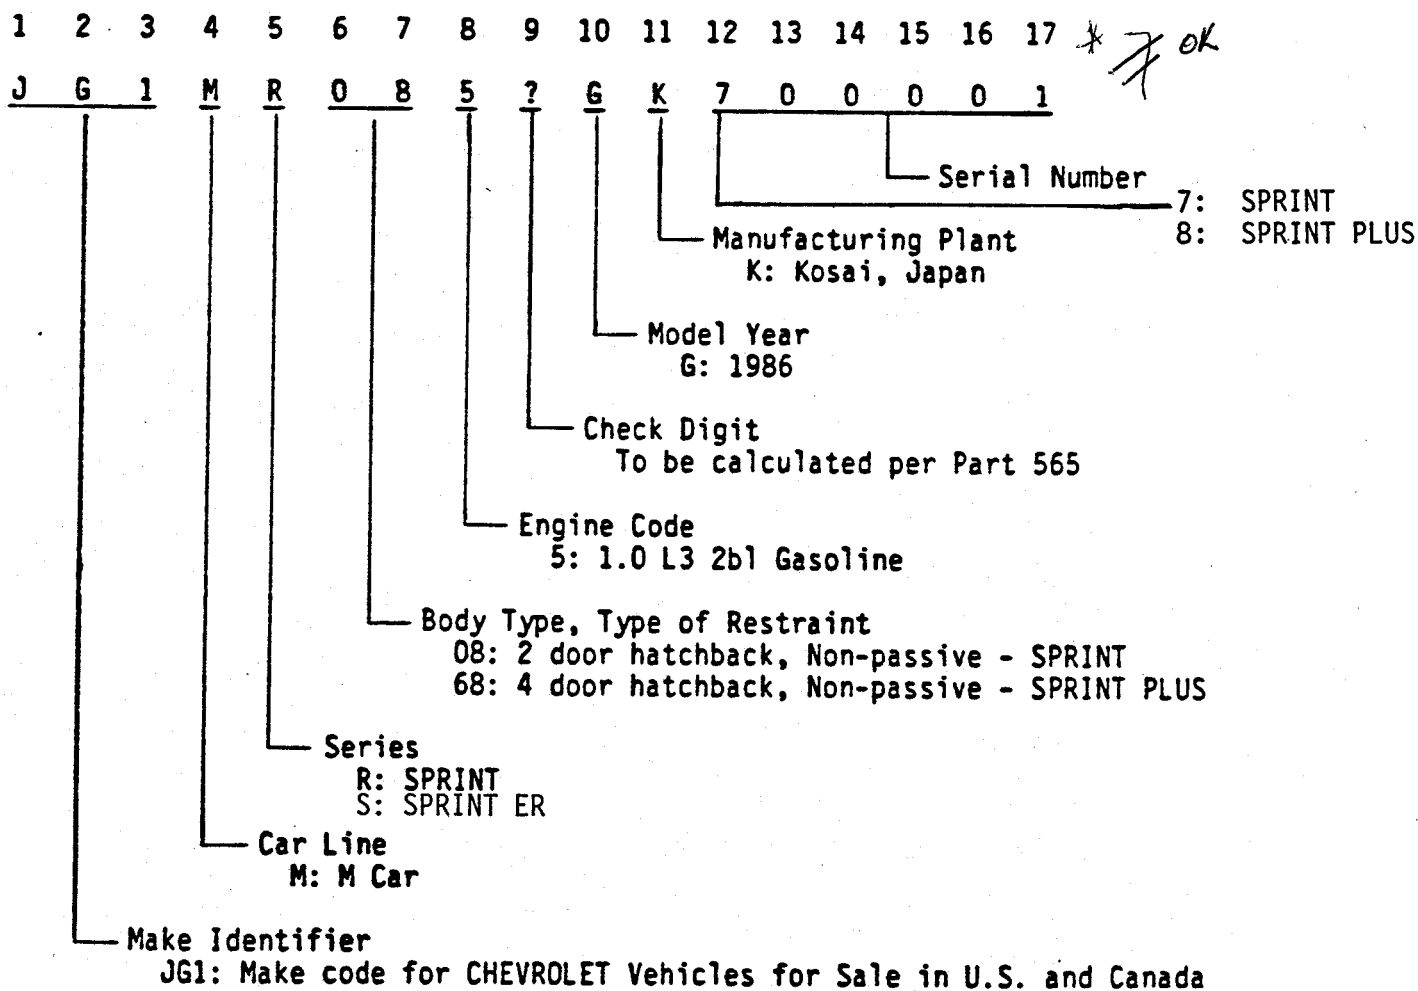 1 2 3 4 5 6 7 8 9 10 11 12 13 14 15 16 17 * OK
J G 1 M R 0 8 5 ? G K 7 0 0 0 0 1
Serial Number
7: SPRINT
8: SPRINT PLUS
Manufacturing Plant
K: Kosai, Japan
Model Year
G: 1986
Check Digit
To be calculated per Part 565
Engine Code
5: 1.0 L3 2bl Gasoline
Body Type, Type of Restraint
08: 2 door hatchback, Non-passive - SPRINT
68: 4 door hatchback, Non-passive - SPRINT PLUS
Series
R: SPRINT
S: SPRINT ER
Car Line
M: M Car
Make Identifier
JG1: Make code for CHEVROLET Vehicles for Sale in U.S. and Canada